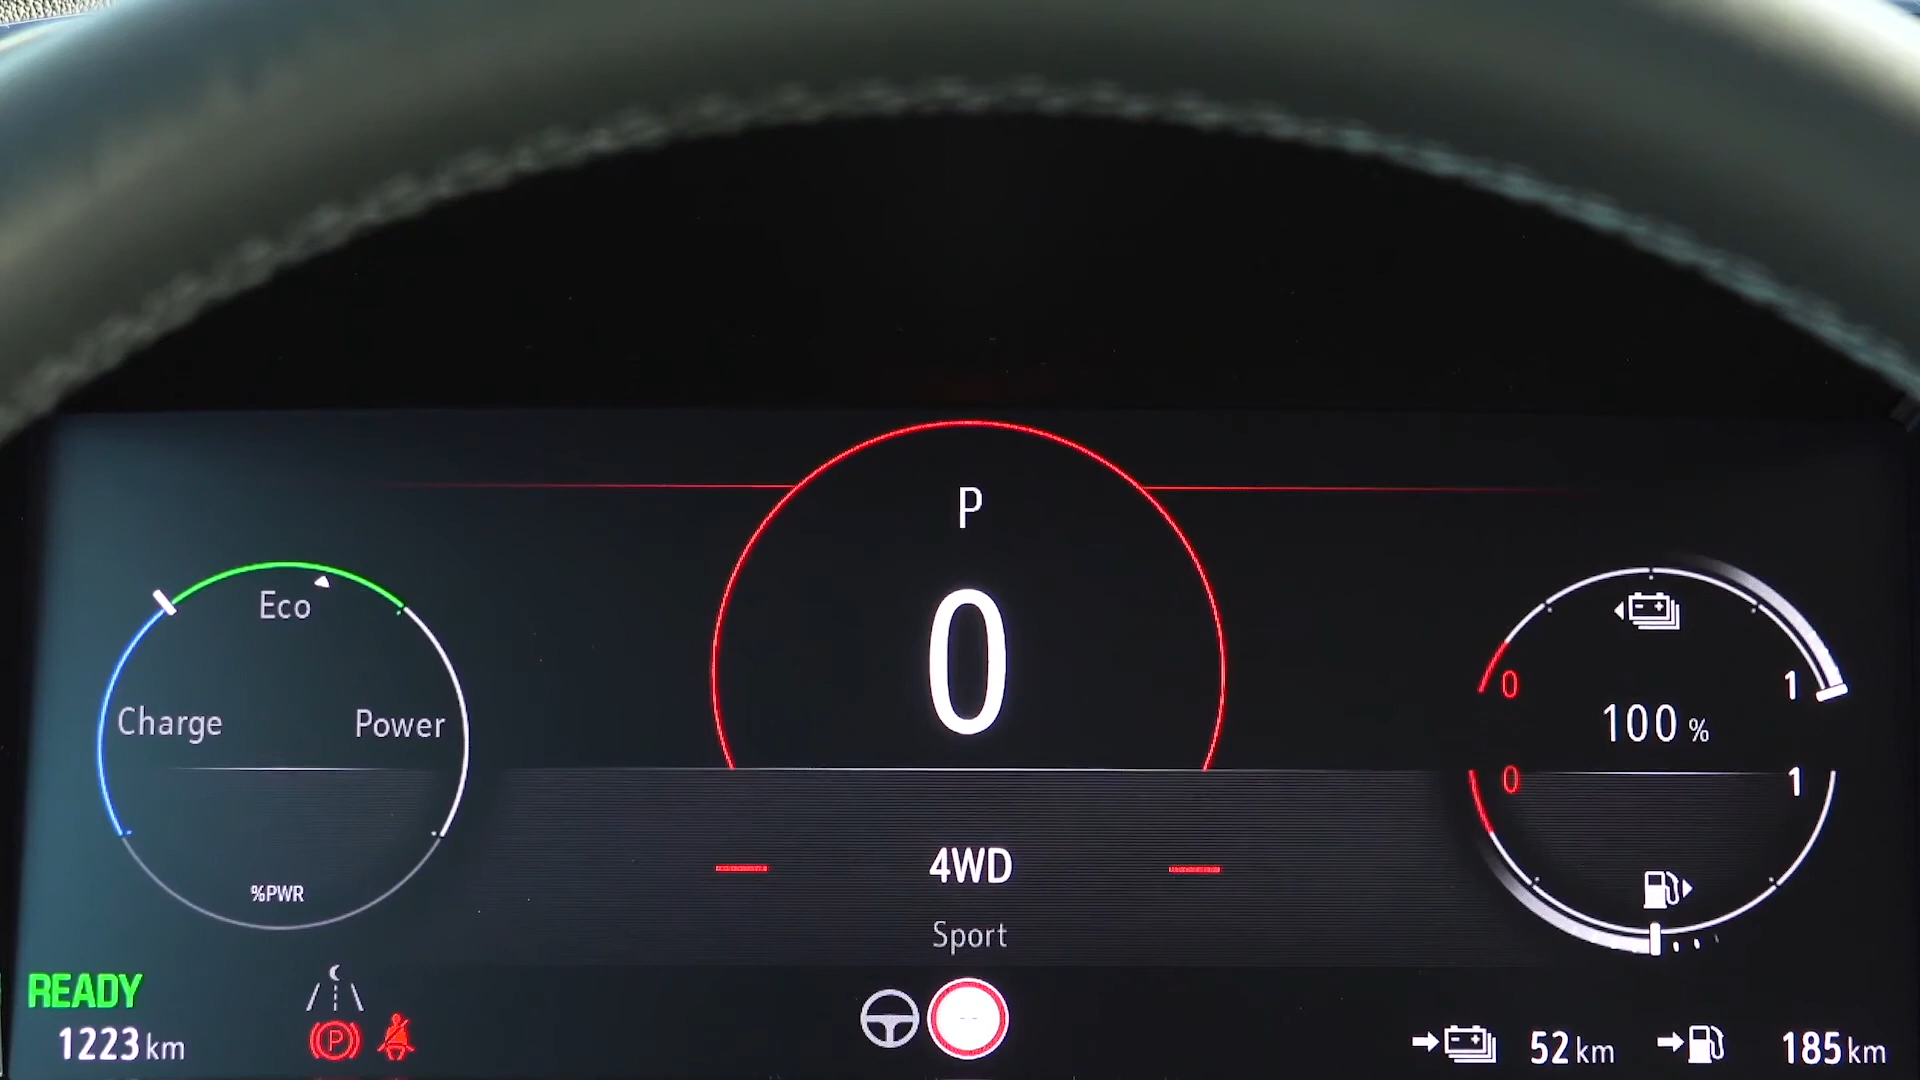 P
0
Eco
Charge
Power
%PWR
0 1
100 %
0 1
4WD
Sport
READY
1223 km
P
52 km
185 km